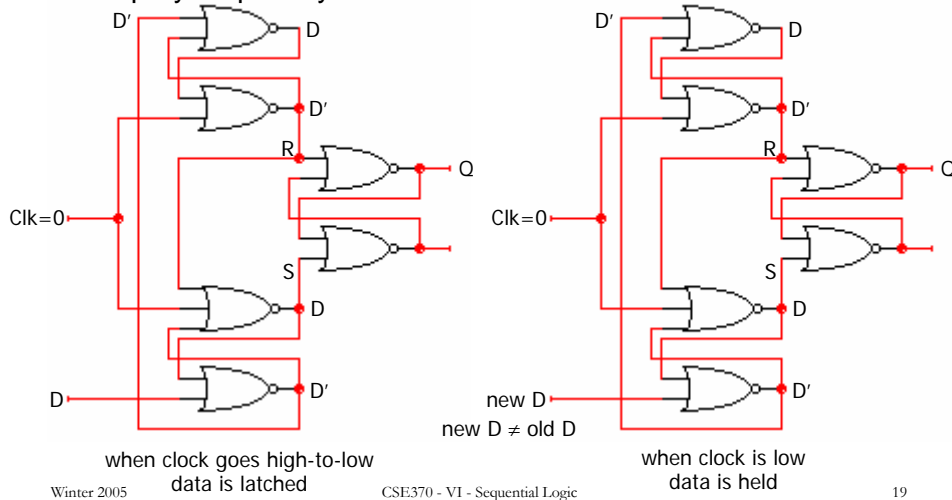 D' D
D'
R
Q
Clk=0
S
D
D'
D
when clock goes high-to-low
data is latched
D' D
D'
R
Q
Clk=0
S
D
D'
new D
new D ≠ old D
when clock is low
data is held
Winter 2005 CSE370 - VI - Sequential Logic 19